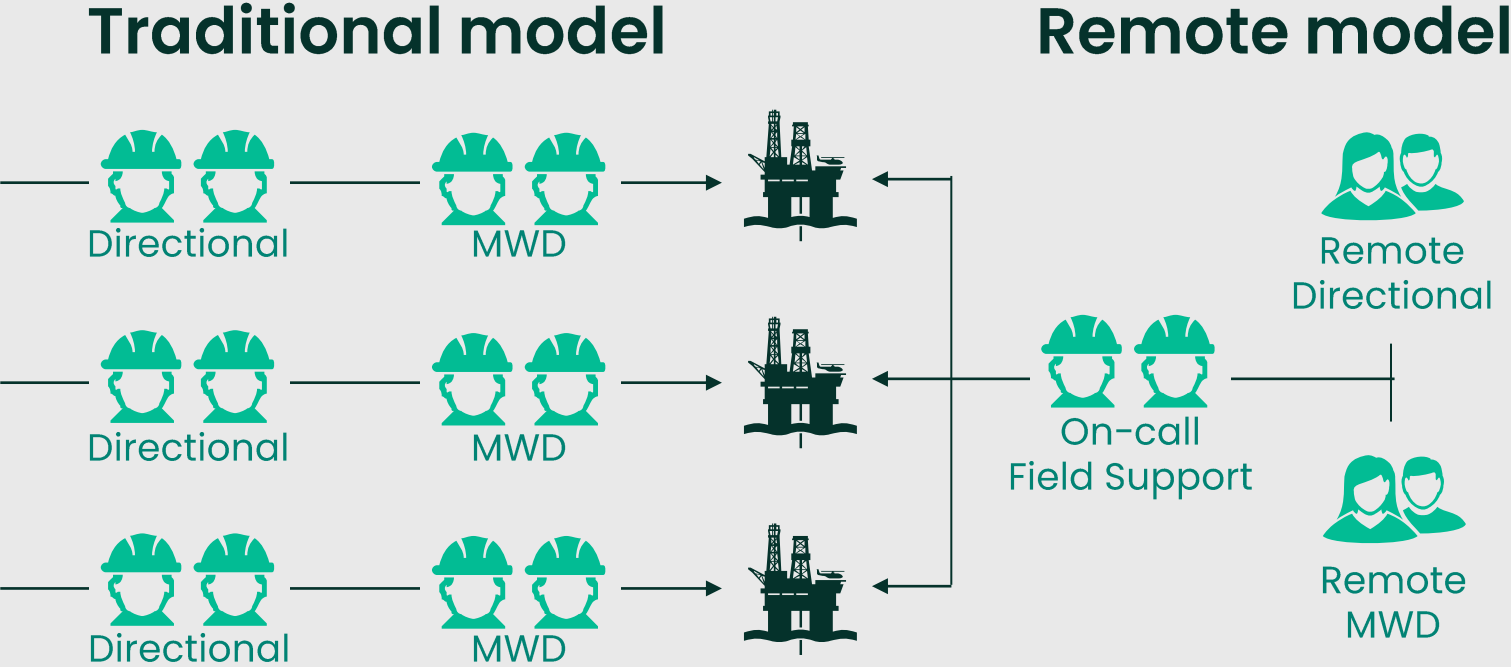 Traditional model
Remote model
Directional
MWD
Directional
MWD
Directional
MWD
On-call
Field Support
Remote
Directional
Remote
MWD